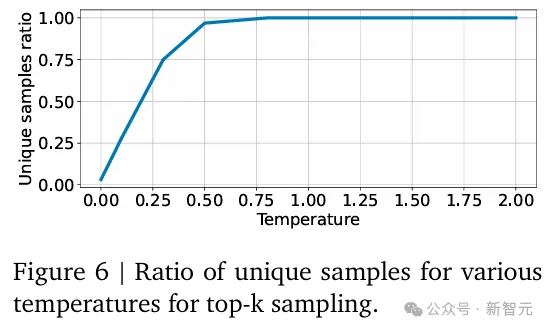 1.00
0.75
0.50
0.25
0.00
Unique samples ratio
0.00 0.25 0.50 0.75 1.00 1.25 1.50 1.75 2.00
Temperature
Figure 6 | Ratio of unique samples for various
temperatures for top-k sampling.
公众号 · 新智元